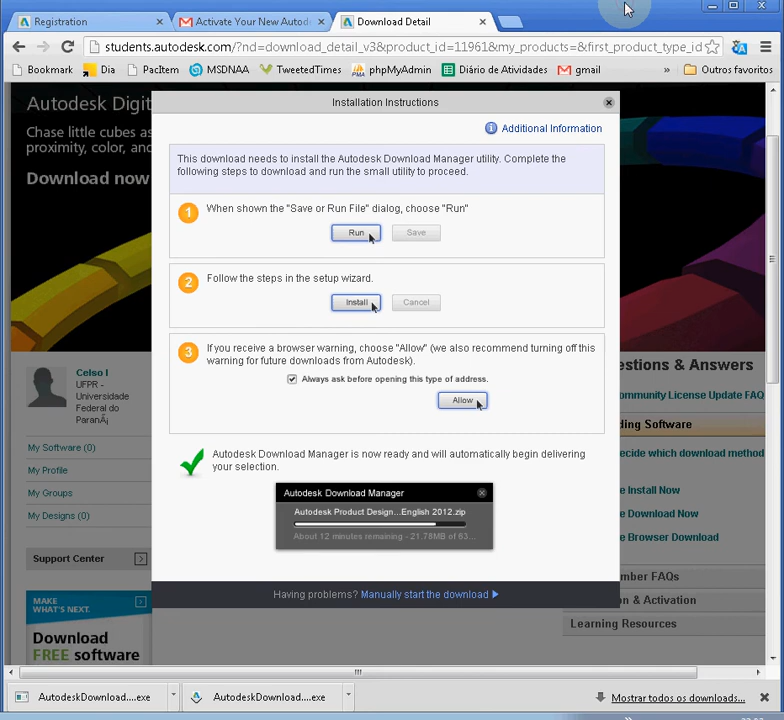 Registration
Activate Your New Autod
Download Detail
students.autodesk.com/?nd=download_detail_v3&product_id=11961&my_products=&first_product_type_id
Bookmark
Dia
PacItem
MSDNAA
TweetedTimes
phpMyAdmin
Diário de Atividades
gmail
Outros favoritos
Autodesk Digit
Chase little cubes as
proximity, color, and
Download now
Installation Instructions
Additional Information
This download needs to install the Autodesk Download Manager utility. Complete the
following steps to download and run the small utility to proceed.
1
When shown the "Save or Run File" dialog, choose "Run"
Run
Save
2
Follow the steps in the setup wizard.
Install
Cancel
3
If you receive a browser warning, choose "Allow" (we also recommend turning off this
warning for future downloads from Autodesk).
Always ask before opening this type of address.
Allow
Autodesk Download Manager is now ready and will automatically begin delivering
your selection.
Autodesk Download Manager
Autodesk Product Design...English 2012.zip
About 12 minutes remaining - 21.78MB of 63...
Having problems? Manually start the download
Celso I
UFPR -
Universidade
Federal do
ParanÃ¡
My Software (0)
My Profile
My Groups
My Designs (0)
Support Center
MAKE
WHAT'S NEXT.
Download
FREE software
estions & Answers
ommunity License Update FAQ
ding Software
ecide which download method
e Install Now
e Download Now
e Browser Download
mber FAQs
n & Activation
Learning Resources
AutodeskDownload....exe
AutodeskDownload....exe
Mostrar todos os downloads...